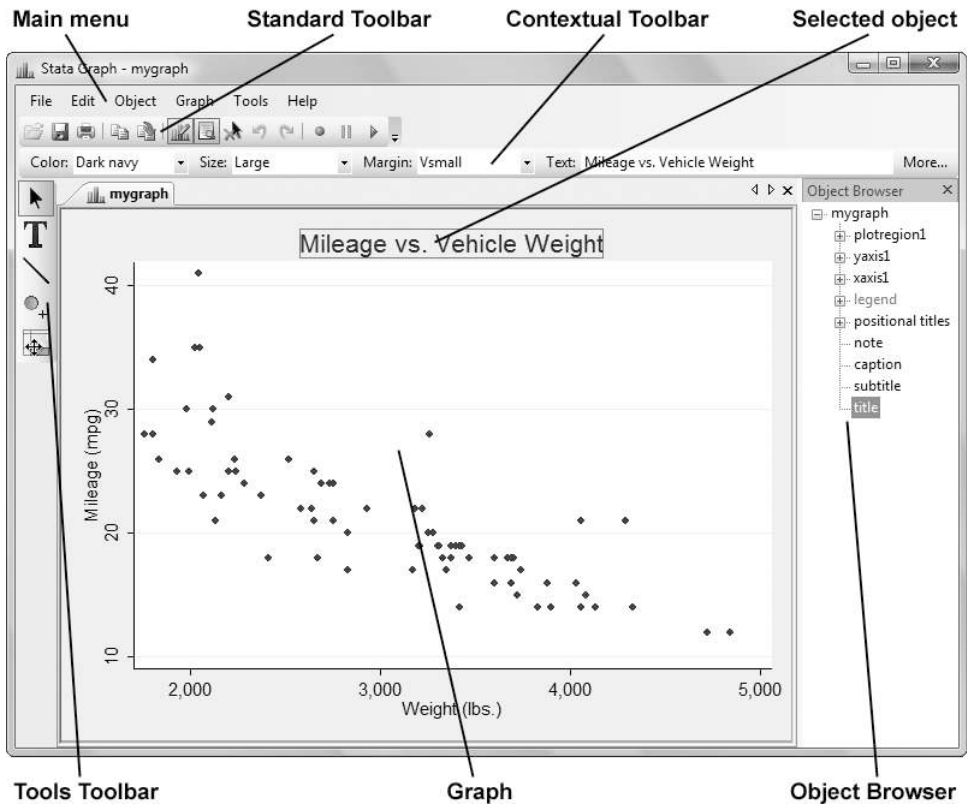 Main menu Standard Toolbar Contextual Toolbar Selected object
Stata Graph - mygraph
File Edit Object Graph Tools Help
Color: Dark navy Size: Large Margin: Vsmall Text: Mileage vs. Vehicle Weight More...
T
mygraph
Object Browser
mygraph
plotregion1
yaxis1
xaxis1
legend
positional titles
note
caption
subtitle
title
Mileage vs. Vehicle Weight
Mileage (mpg)
40
30
20
10
2,000 3,000 4,000 5,000
Weight (lbs.)
Tools Toolbar Graph Object Browser